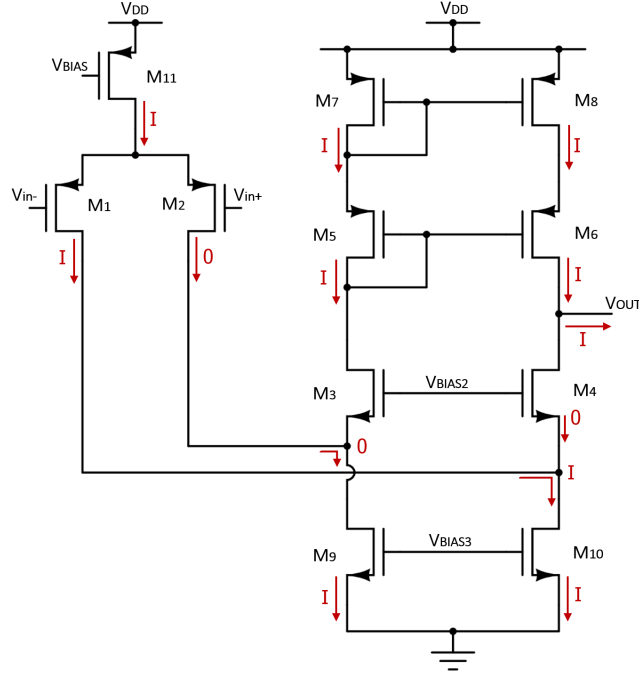 VDD
VDD
VBIAS
M11
I
M7
M8
I
I
Vin-
M1
M2
Vin+
M5
M6
I
0
I
I
VOUT
I
M3
VBIAS2
M4
0
0
I
M9
VBIAS3
M10
I
I